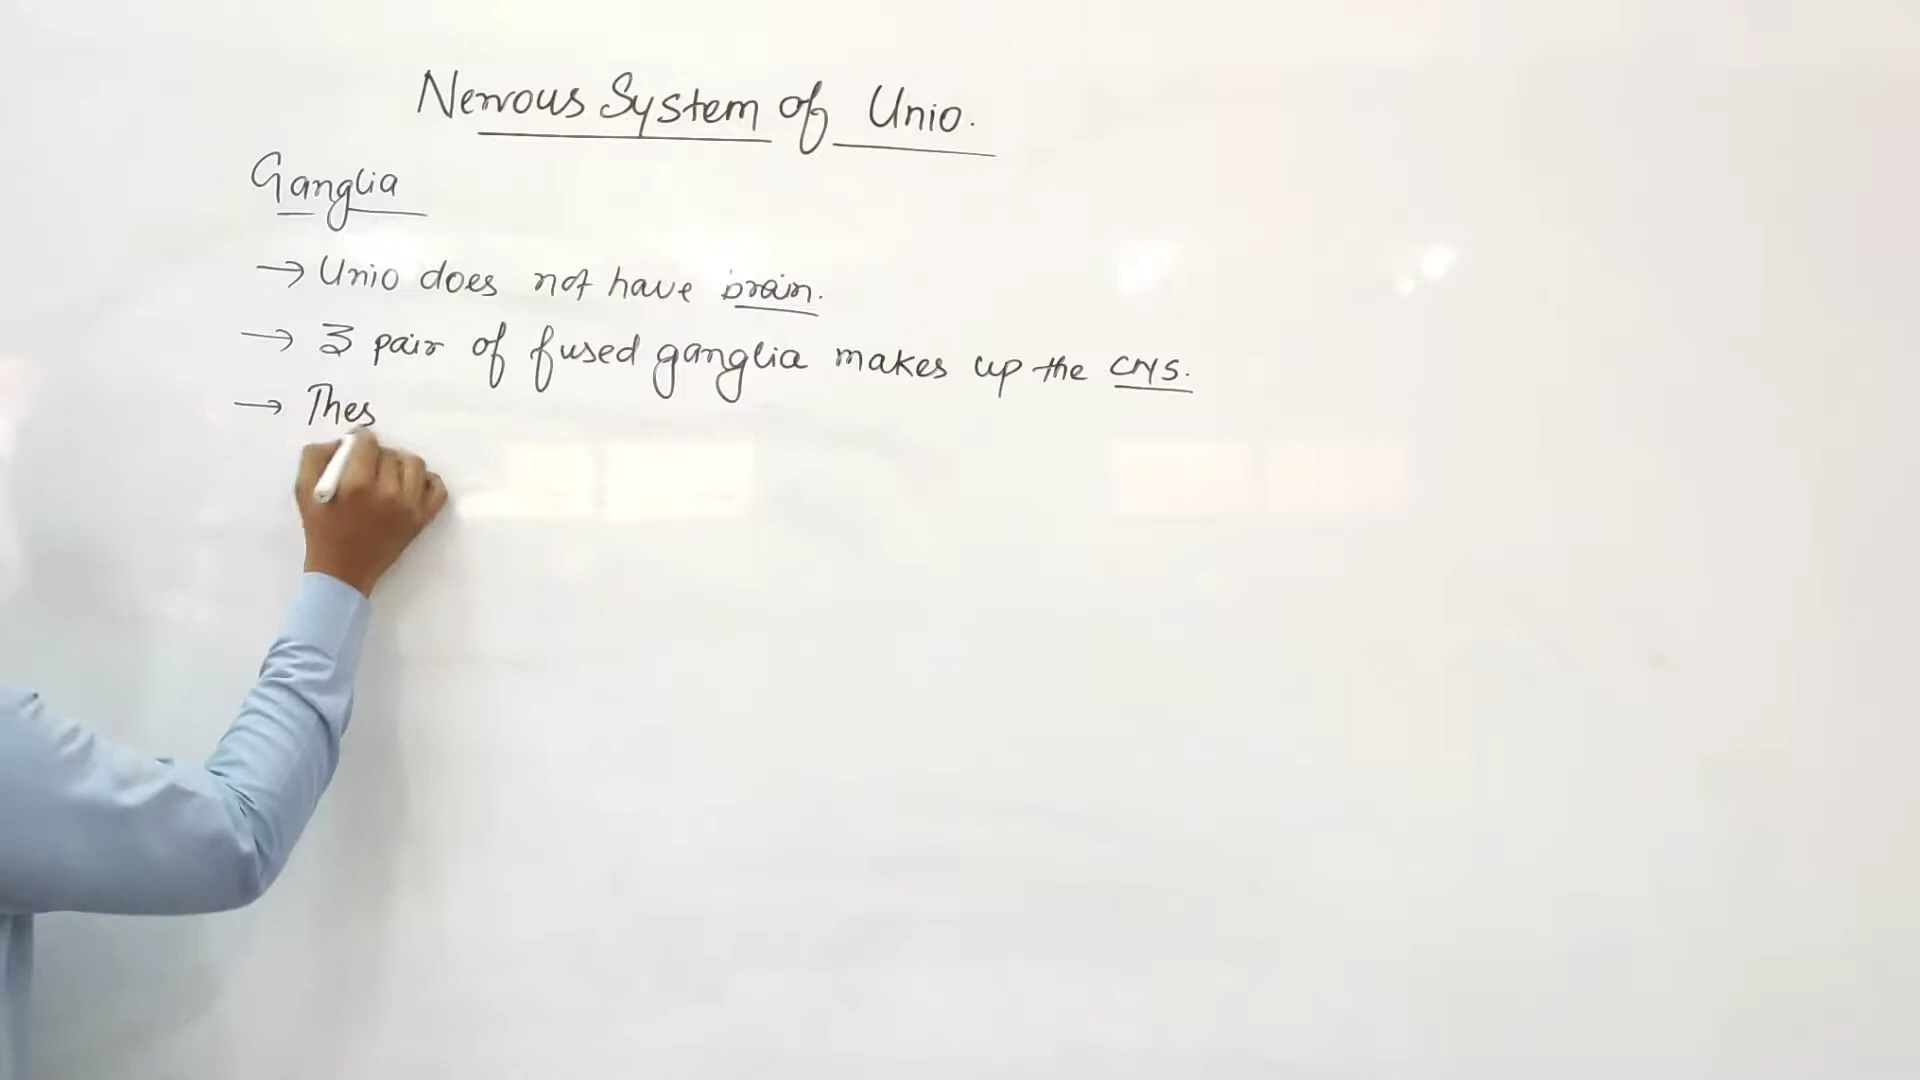 Nervous System of Unio.
Ganglia
→ Unio does not have brain.
→ 3 pair of fused ganglia makes up the CNS.
→ Thes